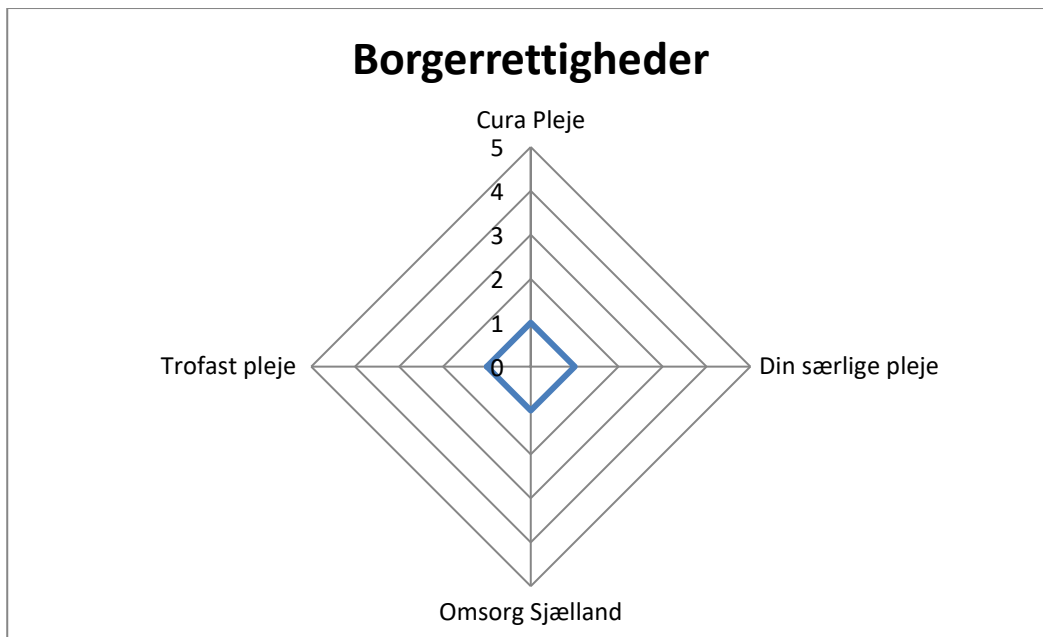 Borgerrettigheder
Cura Pleje
5
4
3
2
1
0
Trofast pleje
Din særlige pleje
Omsorg Sjælland